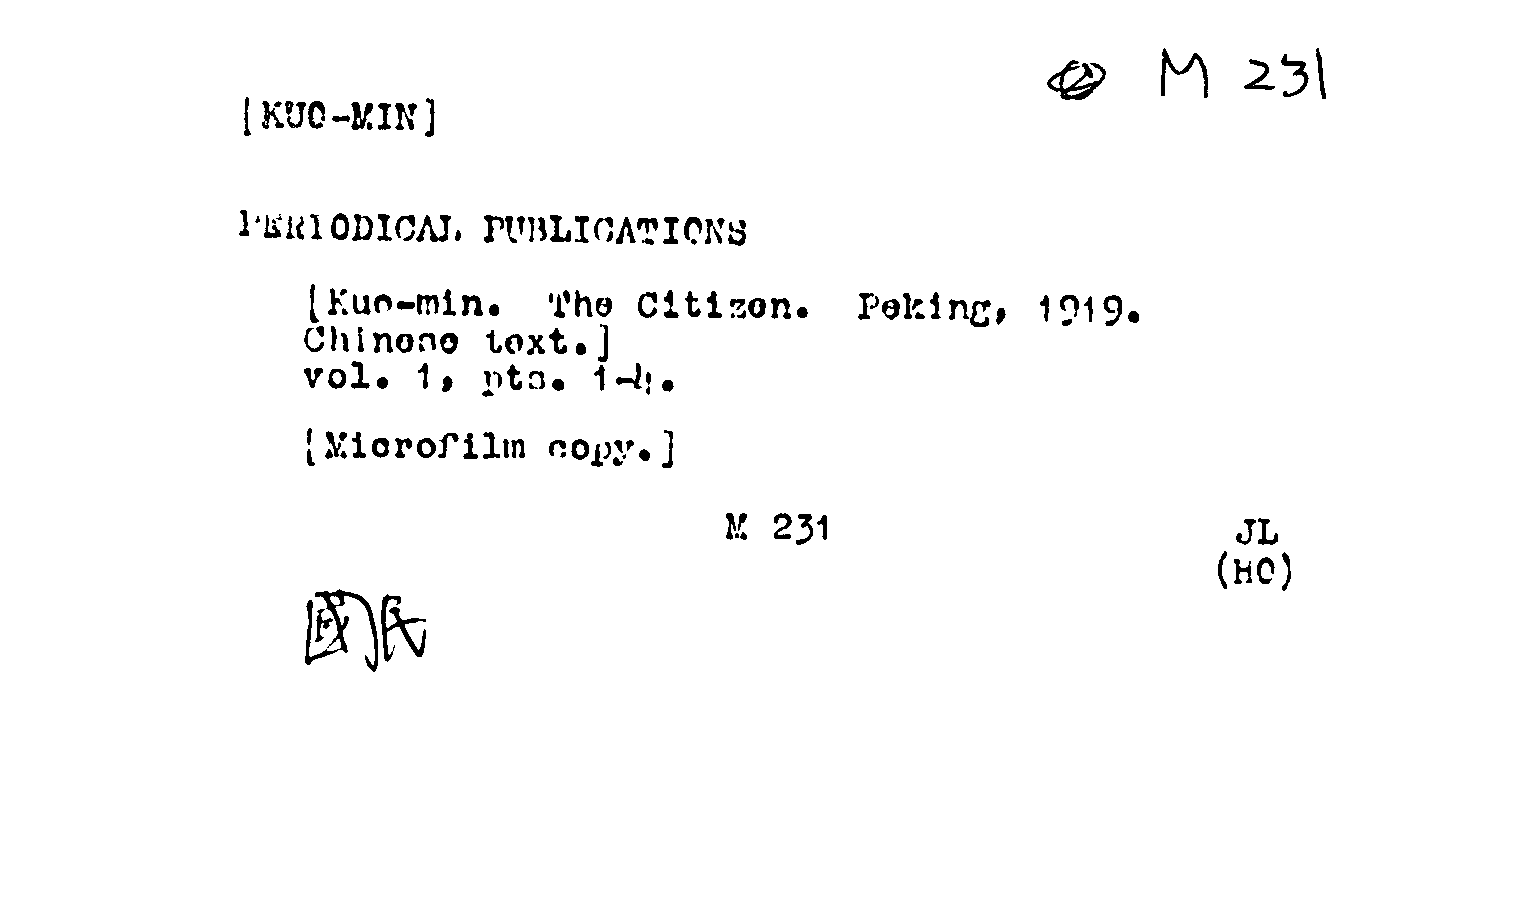 M 231
[KUO-MIN]
PERIODICAL PUBLICATIONS
[Kuo-min. The Citizen. Peking, 1919.
Chinese text.]
vol. 1, pts. 1-4.
[Microfilm copy.]
M 231
JL
(HO)
國民